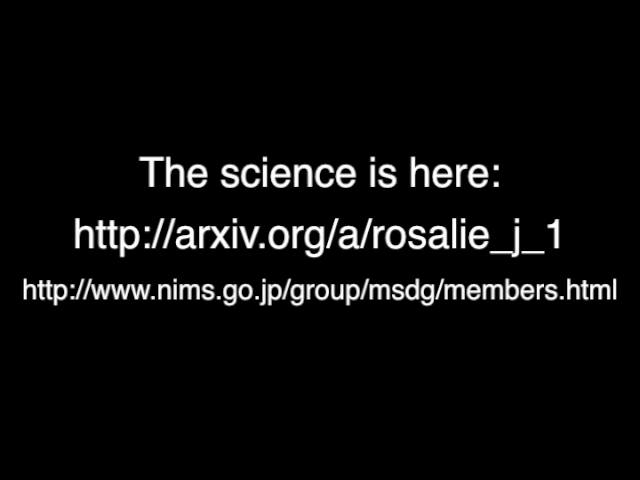 The science is here:
http://arxiv.org/a/rosalie_j_1
http://www.nims.go.jp/group/msdg/members.html